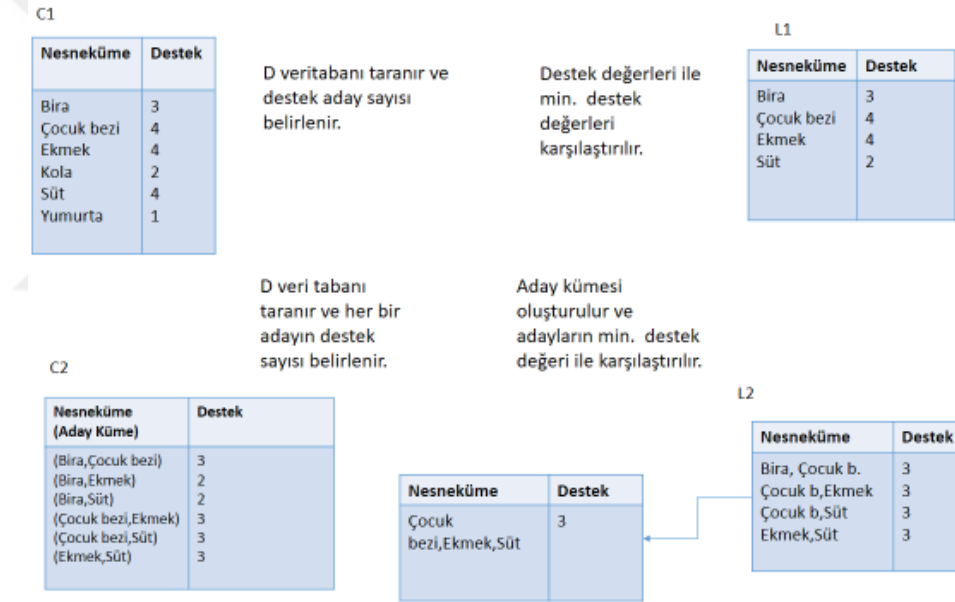 C1
Nesneküme Destek
Bira 3
Çocuk bezi 4
Ekmek 4
Kola 2
Süt 4
Yumurta 1
D veritabanı taranır ve
destek aday sayısı
belirlenir.
Destek değerleri ile
min. destek
değerleri
karşılaştırılır.
L1
Nesneküme Destek
Bira 3
Çocuk bezi 4
Ekmek 4
Süt 2
D veri tabanı
taranır ve her bir
adayın destek
sayısı belirlenir.
Aday kümesi
oluşturulur ve
adayların min. destek
değeri ile karşılaştırılır.
C2
Nesneküme Destek
(Aday Küme)
(Bira,Çocuk bezi) 3
(Bira,Ekmek) 2
(Bira,Süt) 2
(Çocuk bezi,Ekmek) 3
(Çocuk bezi,Süt) 3
(Ekmek,Süt) 3
Nesneküme Destek
Çocuk 3
bezi,Ekmek,Süt
L2
Nesneküme Destek
Bira, Çocuk b. 3
Çocuk b,Ekmek 3
Çocuk b,Süt 3
Ekmek,Süt 3